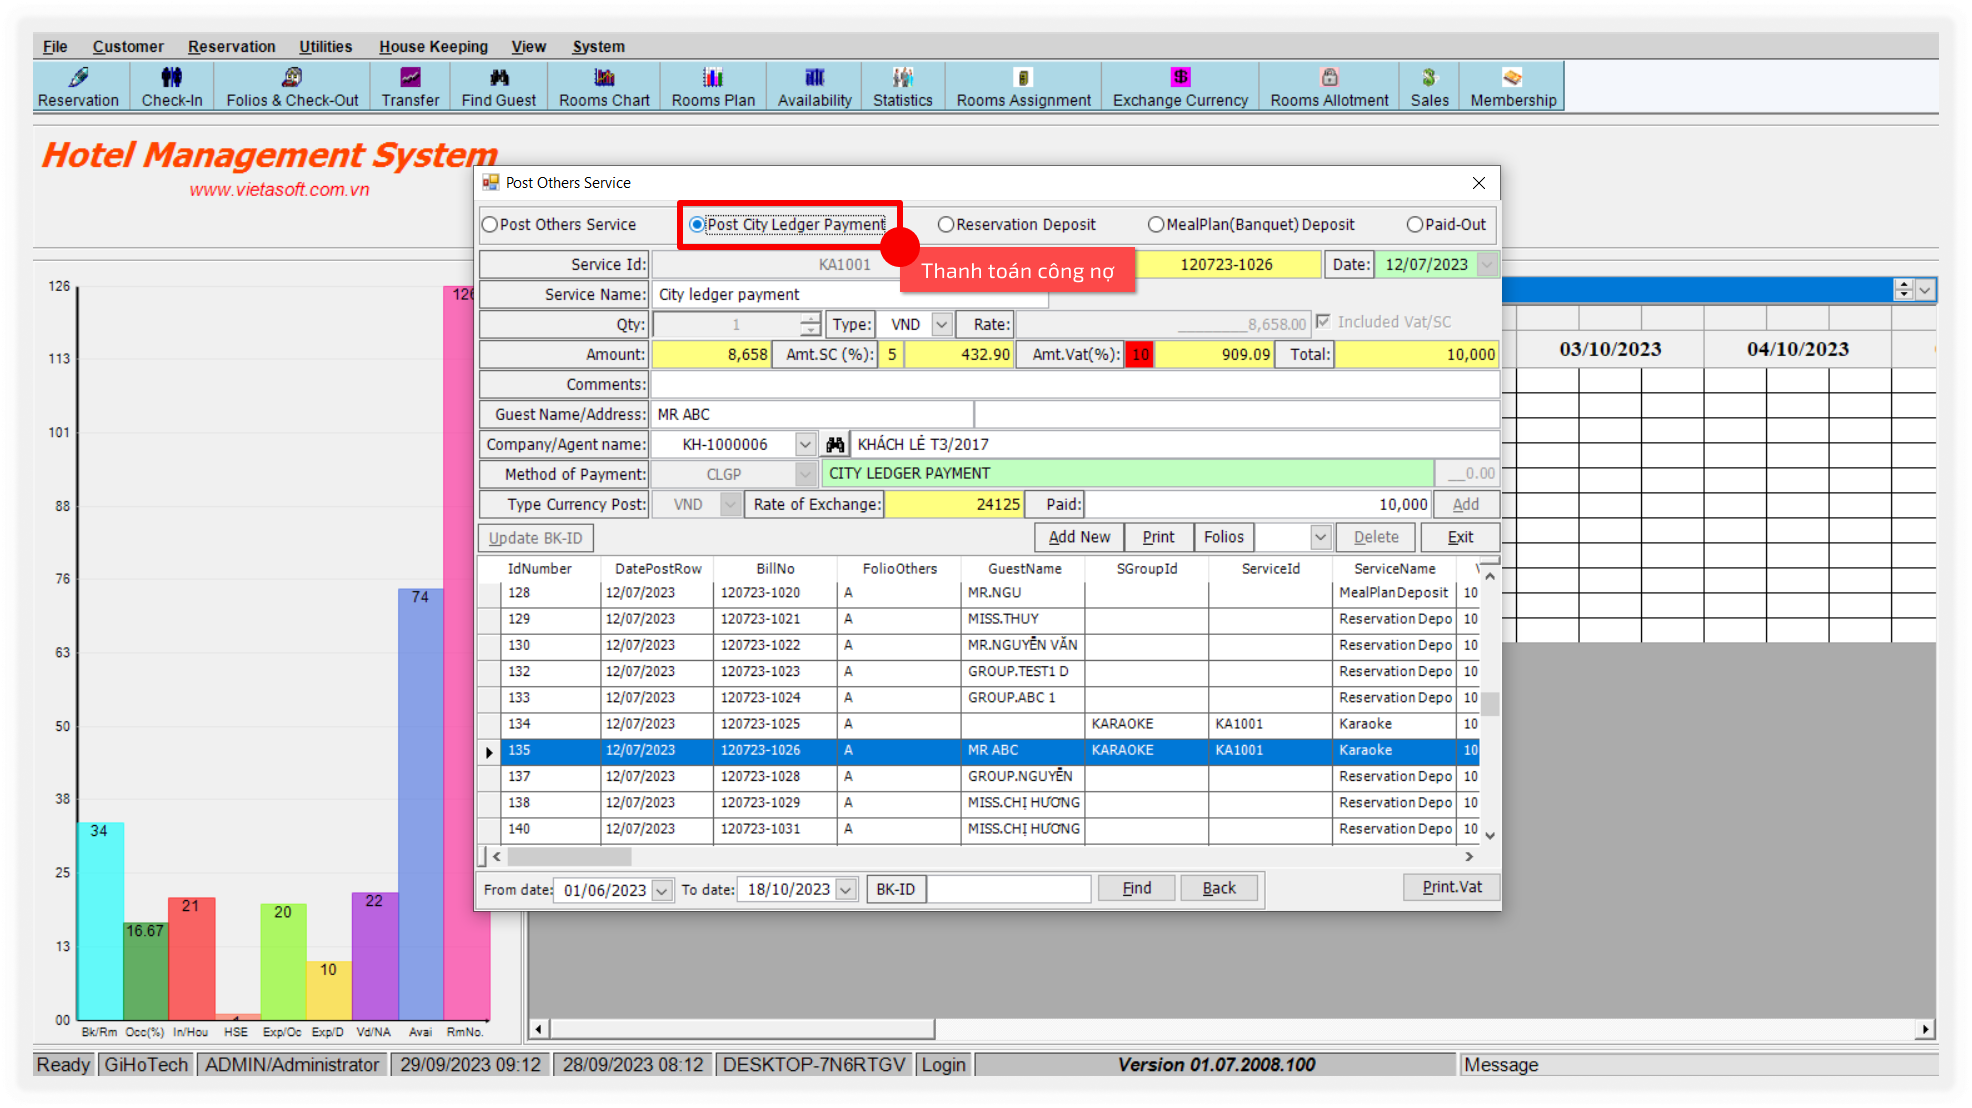 File Customer Reservation Utilities House Keeping View System
Reservation Check-In Folios & Check-Out Transfer Find Guest Rooms Chart Rooms Plan Availability Statistics Rooms Assignment Exchange Currency Rooms Allotment Sales Membership
Hotel Management System
www.vietasoft.com.vn
Post Others Service
Post Others Service Post City Ledger Payment Reservation Deposit MealPlan(Banquet) Deposit Paid-Out
Service Id: KA1001 120723-1026 Date: 12/07/2023
Thanh toán công nợ
Service Name: City ledger payment
Qty: 1 Type: VND Rate: ________8,658.00 Included Vat/SC
Amount: 8,658 Amt.SC (%): 5 432.90 Amt.Vat(%): 10 909.09 Total: 10,000
Comments:
Guest Name/Address: MR ABC
Company/Agent name: KH-1000006 KHÁCH LẺ T3/2017
Method of Payment: CLGP CITY LEDGER PAYMENT __0.00
Type Currency Post: VND Rate of Exchange: 24125 Paid: 10,000 Add
Update BK-ID Add New Print Folios Delete Exit
IdNumber DatePostRow BillNo FolioOthers GuestName SGroupId ServiceId ServiceName
128 12/07/2023 120723-1020 A MR.NGU MealPlanDeposit 10
129 12/07/2023 120723-1021 A MISS.THUY Reservation Depo 10
130 12/07/2023 120723-1022 A MR.NGUYỄN VĂN Reservation Depo 10
132 12/07/2023 120723-1023 A GROUP.TEST1 D Reservation Depo 10
133 12/07/2023 120723-1024 A GROUP.ABC 1 Reservation Depo 10
134 12/07/2023 120723-1025 A KARAOKE KA1001 Karaoke 10
135 12/07/2023 120723-1026 A MR ABC KARAOKE KA1001 Karaoke 10
137 12/07/2023 120723-1028 A GROUP.NGUYỄN Reservation Depo 10
138 12/07/2023 120723-1029 A MISS.CHỊ HƯƠNG Reservation Depo 10
140 12/07/2023 120723-1031 A MISS.CHỊ HƯƠNG Reservation Depo 10
From date: 01/06/2023 To date: 18/10/2023 BK-ID Find Back Print.Vat
03/10/2023 04/10/2023
126
113
101
88
76
63
50
38
25
13
00
34 16.67 21 20 10 22 74 126
Bk/Rm Occ(%) In/Hou HSE Exp/Oc Exp/D Vd/NA Avai RmNo.
Ready GiHoTech ADMIN/Administrator 29/09/2023 09:12 28/09/2023 08:12 DESKTOP-7N6RTGV Login Version 01.07.2008.100 Message